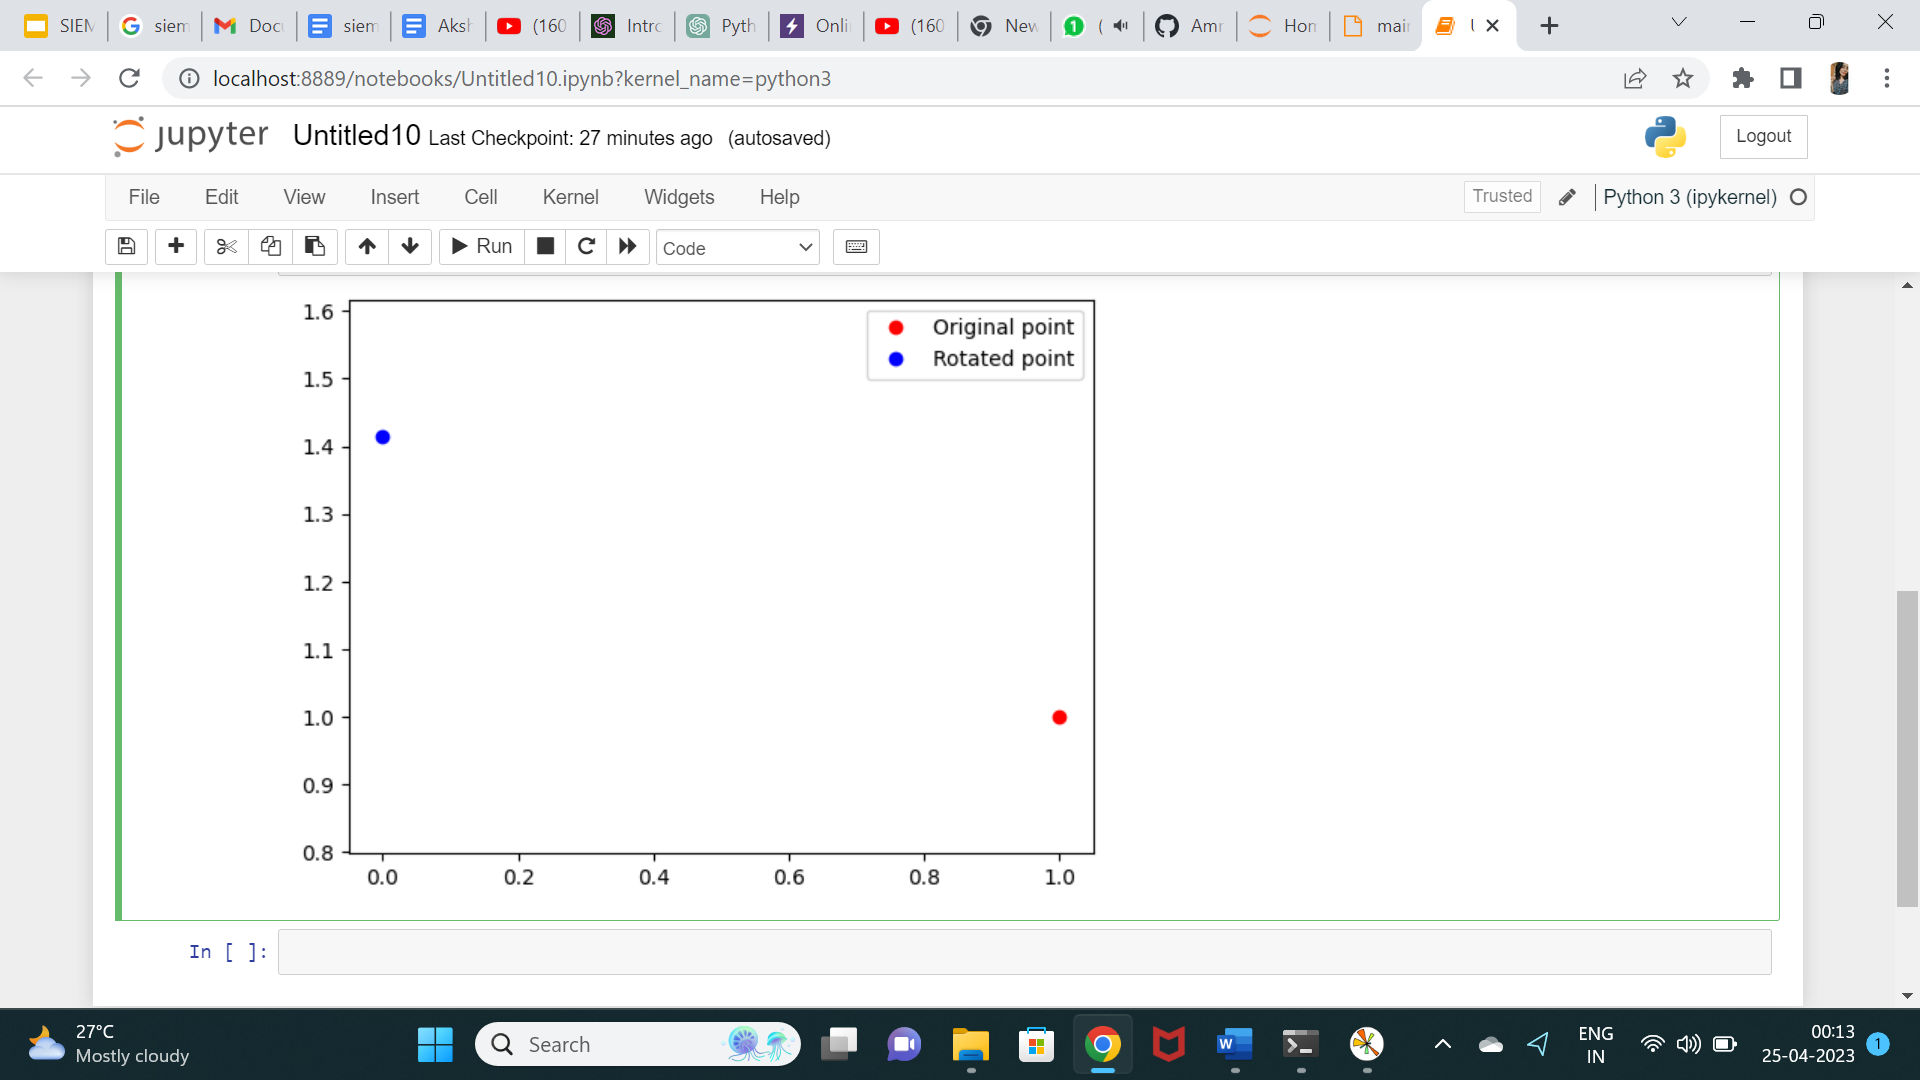 SIEM siem Doc siem Aksh (160 Intro Pyth Onli (160 New ( Amr Hom main
localhost:8889/notebooks/Untitled10.ipynb?kernel_name=python3
jupyter Untitled10 Last Checkpoint: 27 minutes ago (autosaved) Logout
File Edit View Insert Cell Kernel Widgets Help Trusted Python 3 (ipykernel)
Run Code
1.6
Original point
Rotated point
1.5
1.4
1.3
1.2
1.1
1.0
0.9
0.8
0.0 0.2 0.4 0.6 0.8 1.0
In [ ]:
27°C
Mostly cloudy
Search
ENG
IN
00:13
25-04-2023
1